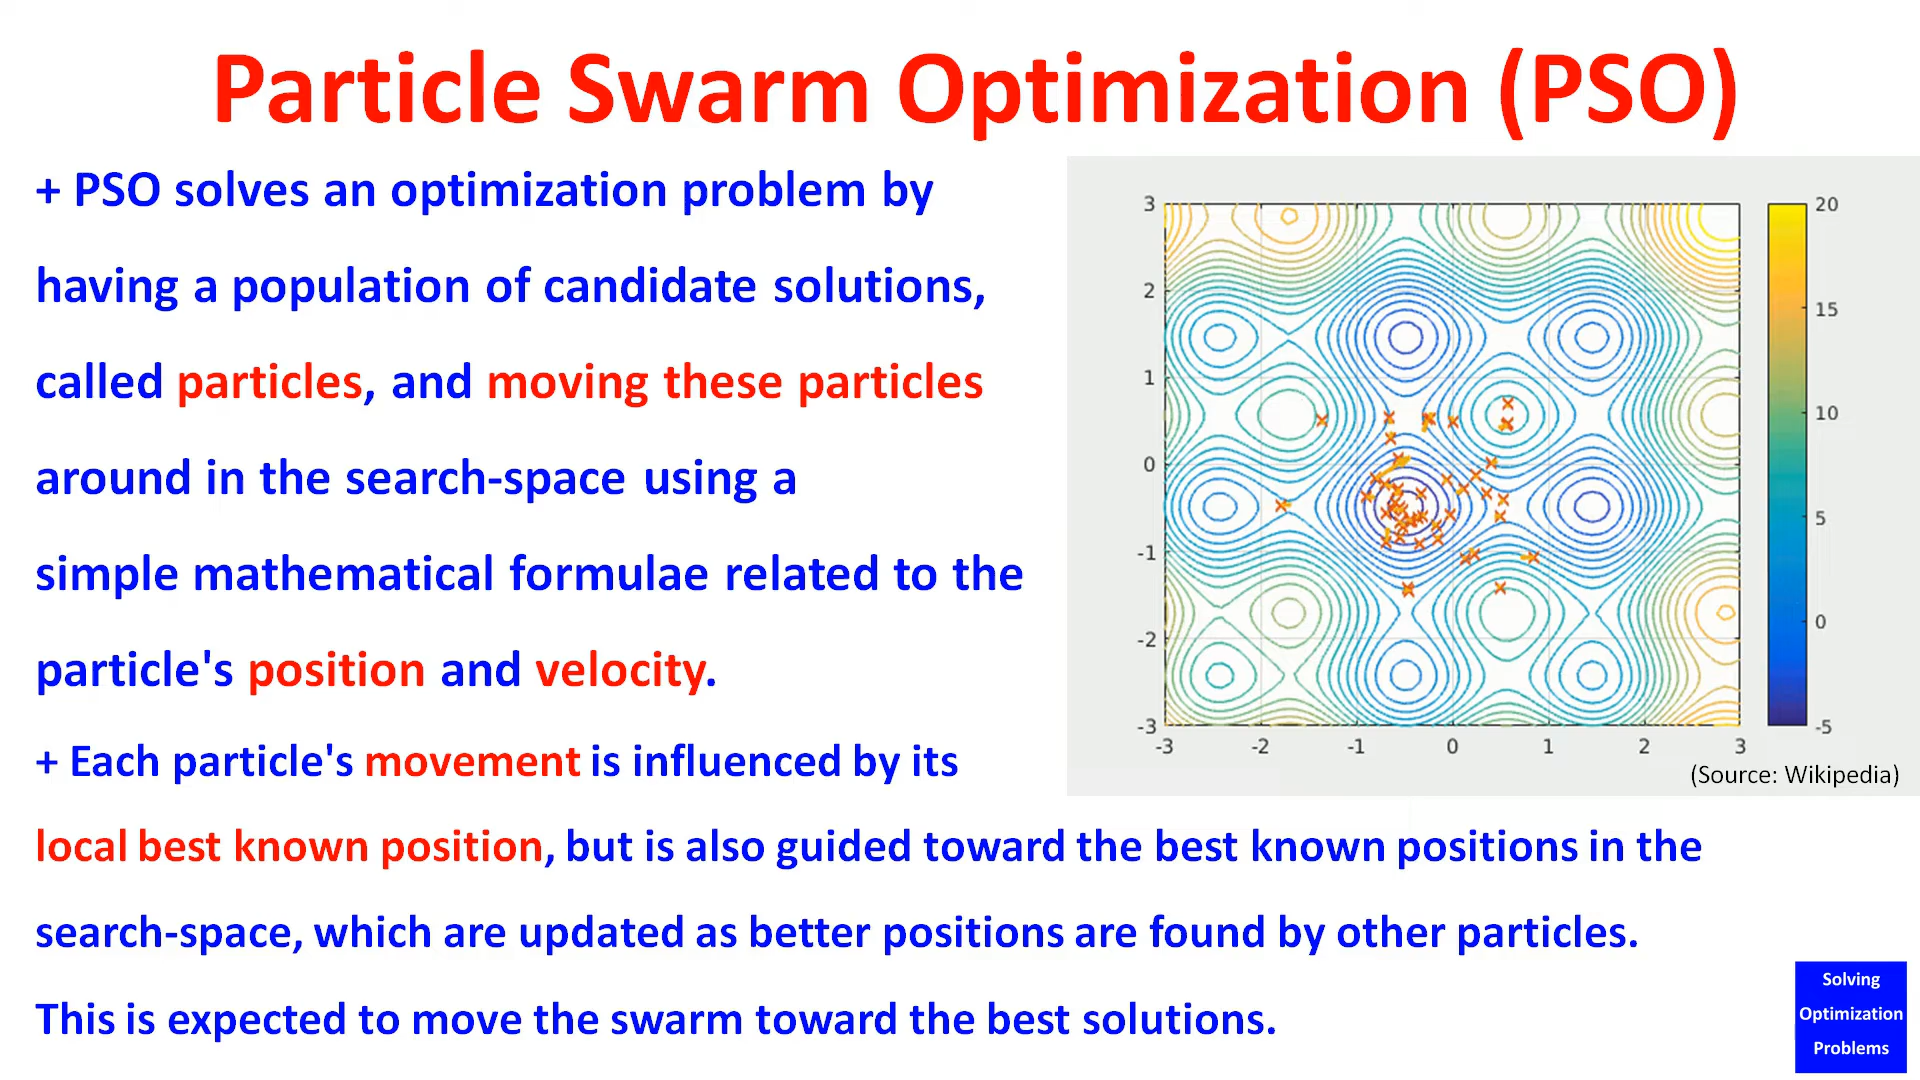 Particle Swarm Optimization (PSO)
+ PSO solves an optimization problem by
having a population of candidate solutions,
called particles, and moving these particles
around in the search-space using a
simple mathematical formulae related to the
particle's position and velocity.
+ Each particle's movement is influenced by its
local best known position, but is also guided toward the best known positions in the
search-space, which are updated as better positions are found by other particles.
This is expected to move the swarm toward the best solutions.
3
2
1
0
-1
-2
-3
-3 -2 -1 0 1 2 3
20
15
10
5
0
-5
(Source: Wikipedia)
Solving
Optimization
Problems